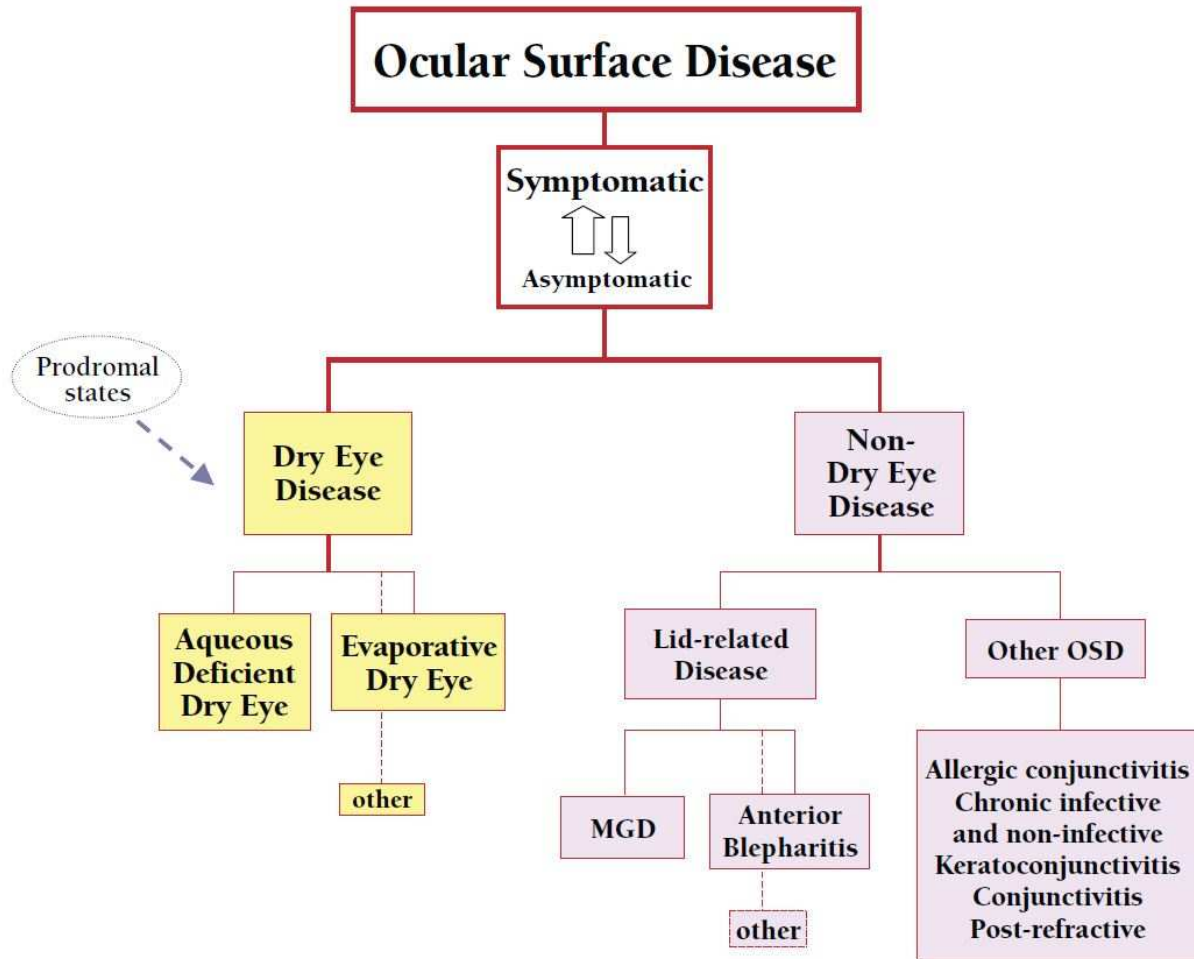 Ocular Surface Disease
Symptomatic
Asymptomatic
Prodromal
states
Dry Eye
Disease
Non-
Dry Eye
Disease
Aqueous
Deficient
Dry Eye
Evaporative
Dry Eye
other
Lid-related
Disease
Other OSD
MGD
Anterior
Blepharitis
other
Allergic conjunctivitis
Chronic infective
and non-infective
Keratoconjunctivitis
Conjunctivitis
Post-refractive